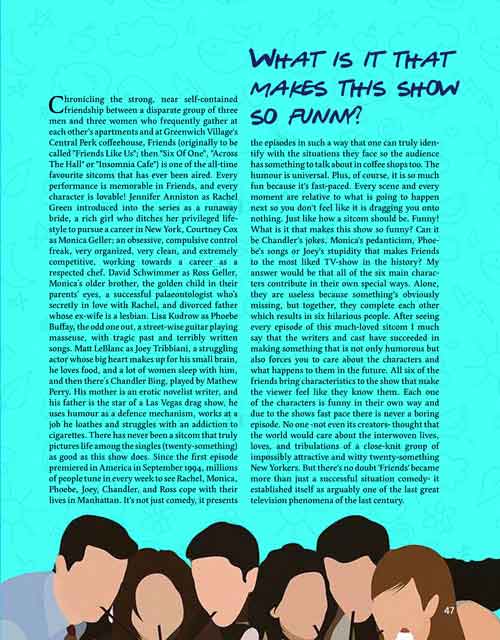 WHAT IS IT THAT
MAKES THIS SHOW
SO FUNNY?
Chronicling the strong, near self-contained
friendship between a disparate group of three
men and three women who frequently gather at
each other's apartments and at Greenwich Village's
Central Perk coffeehouse, Friends (originally to be
called "Friends Like Us"; then "Six Of One", "Across
The Hall" or "Insomnia Cafe") is one of the all-time
favourite sitcoms that has ever been aired. Every
performance is memorable in Friends, and every
character is lovable! Jennifer Anniston as Rachel
Green introduced into the series as a runaway
bride, a rich girl who ditches her privileged life-
style to pursue a career in New York, Courtney Cox
as Monica Geller; an obsessive, compulsive control
freak, very organized, very clean, and extremely
competitive, working towards a career as a
respected chef. David Schwimmer as Ross Geller,
Monica's older brother, the golden child in their
parents' eyes, a successful palaeontologist who's
secretly in love with Rachel, and divorced father
whose ex-wife is a lesbian. Lisa Kudrow as Phoebe
Buffay, the odd one out, a street-wise guitar playing
masseuse, with tragic past and terribly written
songs. Matt LeBlanc as Joey Tribbiani, a struggling
actor whose big heart makes up for his small brain,
he loves food, and a lot of women sleep with him,
and then there's Chandler Bing, played by Mathew
Perry. His mother is an erotic novelist writer, and
his father is the star of a Las Vegas drag show, he
uses humour as a defence mechanism, works at a
job he loathes and struggles with an addiction to
cigarettes. There has never been a sitcom that truly
pictures life among the singles (twenty-something)
as good as this show does. Since the first episode
premiered in America in September 1994, millions
of people tune in every week to see Rachel, Monica,
Phoebe, Joey, Chandler, and Ross cope with their
lives in Manhattan. It's not just comedy, it presents
the episodes in such a way that one can truly iden-
tify with the situations they face so the audience
has something to talk about in coffee shops too. The
humour is universal. Plus, of course, it is so much
fun because it's fast-paced. Every scene and every
moment are relative to what is going to happen
next so you don't feel like it is dragging you onto
nothing. Just like how a sitcom should be. Funny!
What is it that makes this show so funny? Can it
be Chandler's jokes, Monica's pedanticism, Phoe-
be's songs or Joey's stupidity that makes Friends
to the most liked TV-show in the history? My
answer would be that all of the six main charac-
ters contribute in their own special ways. Alone,
they are useless because something's obviously
missing, but together, they complete each other
which results in six hilarious people. After seeing
every episode of this much-loved sitcom I much
say that the writers and cast have succeeded in
making something that is not only humorous but
also forces you to care about the characters and
what happens to them in the future. All six of the
friends bring characteristics to the show that make
the viewer feel like they know them. Each one
of the characters is funny in their own way and
due to the shows fast pace there is never a boring
episode. No one -not even its creators- thought that
the world would care about the interwoven lives,
loves, and tribulations of a close-knit group of
impossibly attractive and witty twenty-something
New Yorkers. But there's no doubt 'Friends' became
more than just a successful situation comedy- it
established itself as arguably one of the last great
television phenomena of the last century.
47